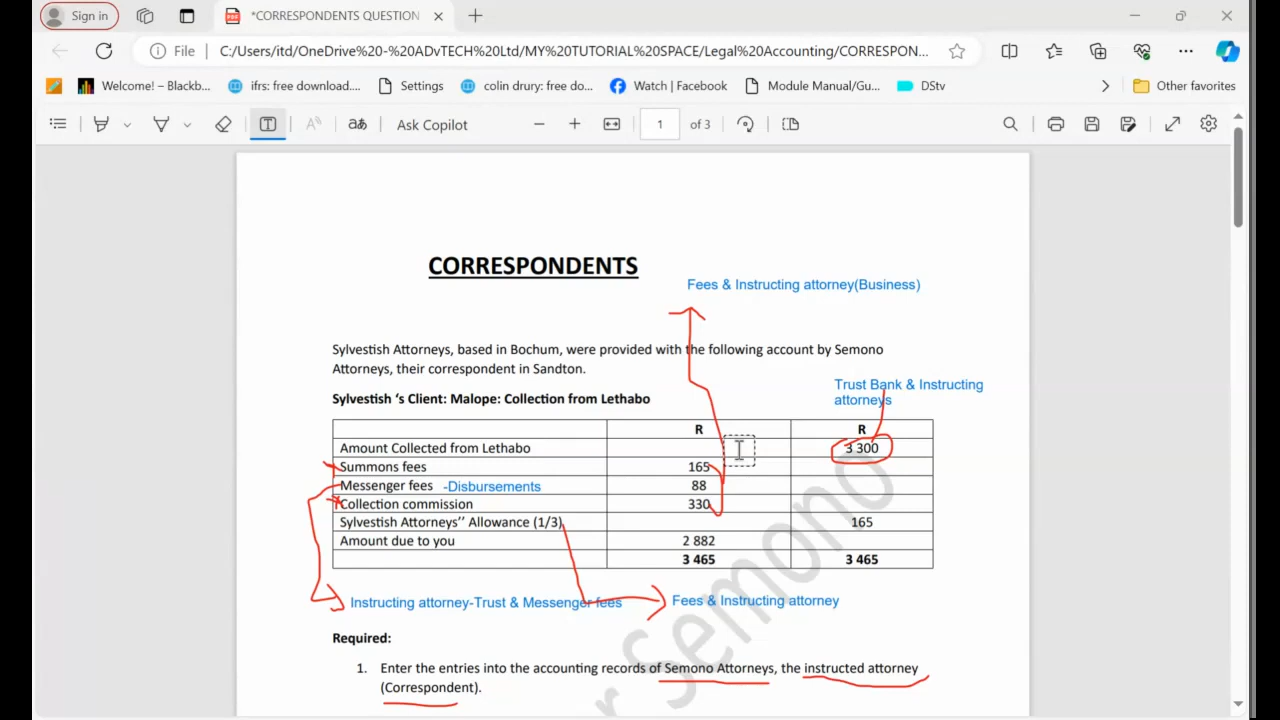 Sign in
*CORRESPONDENTS QUESTION
File
C:/Users/itd/OneDrive%20-%20ADvTECH%20Ltd/MY%20TUTORIAL%20SPACE/Legal%20Accounting/CORRESPON...
Welcome! – Blackb...
ifrs: free download....
Settings
colin drury: free do...
Watch | Facebook
Module Manual/Gu...
DStv
Other favorites
Ask Copilot
1 of 3
CORRESPONDENTS
Fees & Instructing attorney(Business)
Sylvestish Attorneys, based in Bochum, were provided with the following account by Semono
Attorneys, their correspondent in Sandton.
Trust Bank & Instructing
attorneys
Sylvestish ‘s Client: Malope: Collection from Lethabo
R R
Amount Collected from Lethabo 3 300
Summons fees 165
Messenger fees -Disbursements 88
Collection commission 330
Sylvestish Attorneys’’ Allowance (1/3) 165
Amount due to you 2 882
3 465 3 465
Instructing attorney-Trust & Messenger fees
Fees & Instructing attorney
Required:
1. Enter the entries into the accounting records of Semono Attorneys, the instructed attorney
(Correspondent).
Semono